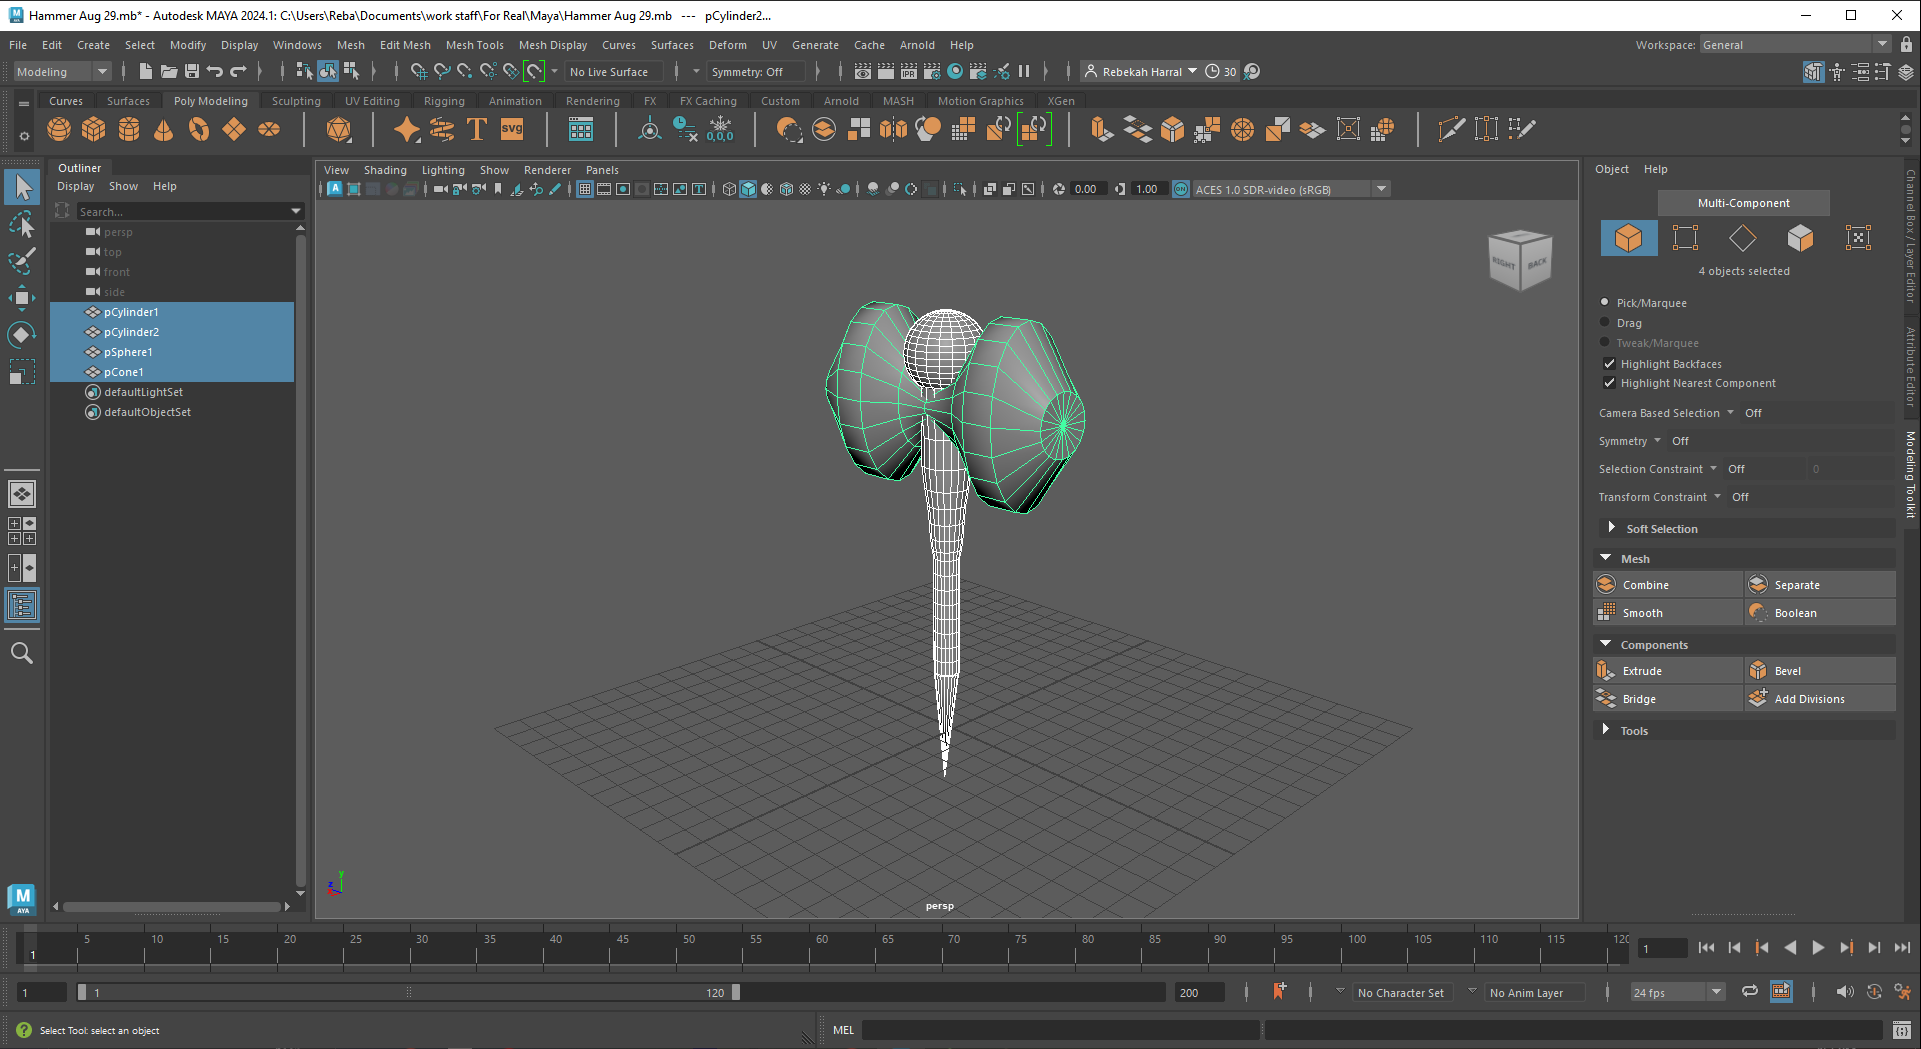 Hammer Aug 29.mb* - Autodesk MAYA 2024.1: C:\Users\Reba\Documents\work staff\For Real\Maya\Hammer Aug 29.mb   ---   pCylinder2...
File Edit Create Select Modify Display Windows Mesh Edit Mesh Mesh Tools Mesh Display Curves Surfaces Deform UV Generate Cache Arnold Help Workspace: General
Modeling No Live Surface Symmetry: Off IPR Rebekah Harral 30
Curves Surfaces Poly Modeling Sculpting UV Editing Rigging Animation Rendering FX FX Caching Custom Arnold MASH Motion Graphics XGen
T SVG 0,0,0
Outliner
Display Show Help
Search...
persp
top
front
side
pCylinder1
pCylinder2
pSphere1
pCone1
defaultLightSet
defaultObjectSet
View Shading Lighting Show Renderer Panels
0.00 1.00 ON ACES 1.0 SDR-video (sRGB)
RIGHT BACK
y
z
persp
Object Help
Multi-Component
4 objects selected
Pick/Marquee
Drag
Tweak/Marquee
Highlight Backfaces
Highlight Nearest Component
Camera Based Selection Off
Symmetry Off
Selection Constraint Off 0
Transform Constraint Off
Soft Selection
Mesh
Combine Separate
Smooth Boolean
Components
Extrude Bevel
Bridge Add Divisions
Tools
Channel Box / Layer Editor
Attribute Editor
Modeling Toolkit
M
AYA
5 10 15 20 25 30 35 40 45 50 55 60 65 70 75 80 85 90 95 100 105 110 115 120
1 1
1 1 120 200 No Character Set No Anim Layer 24 fps
Select Tool: select an object MEL